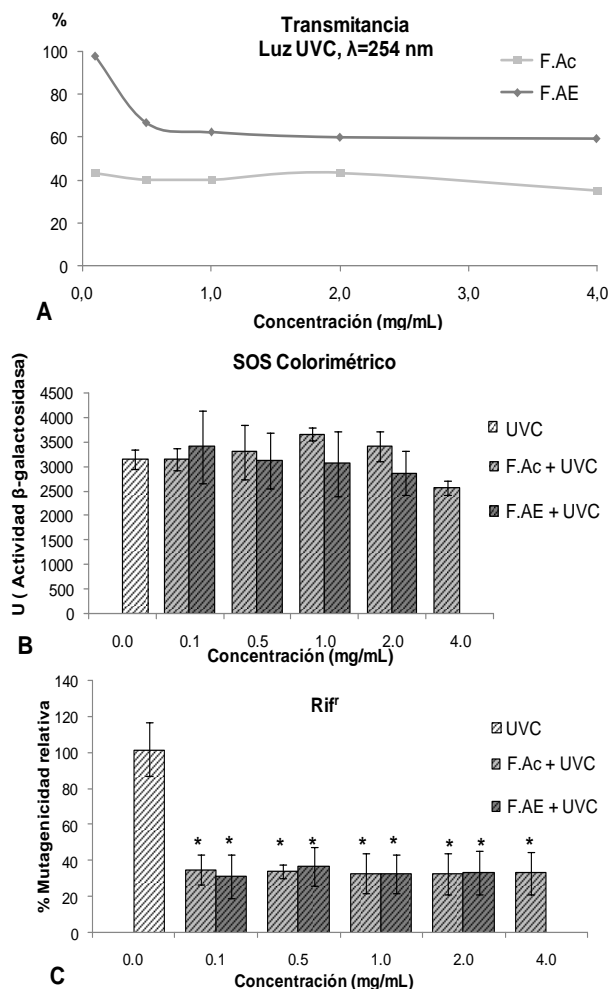 %
Transmitancia
Luz UVC, λ=254 nm
F.Ac
F.AE
100
80
60
40
20
0
0,0
1,0
2,0
3,0
4,0
A
Concentración (mg/mL)
SOS Colorimétrico
U ( Actividad β-galactosidasa)
4500
4000
3500
3000
2500
2000
1500
1000
500
0
UVC
F.Ac + UVC
F.AE + UVC
0.0
0.1
0.5
1.0
2.0
4.0
B
Concentración (mg/mL)
Rifʳ
% Mutagenicidad relativa
140
120
100
80
60
40
20
0
UVC
F.Ac + UVC
F.AE + UVC
* * * * * * * * *
0.0
0.1
0.5
1.0
2.0
4.0
C
Concentración (mg/mL)